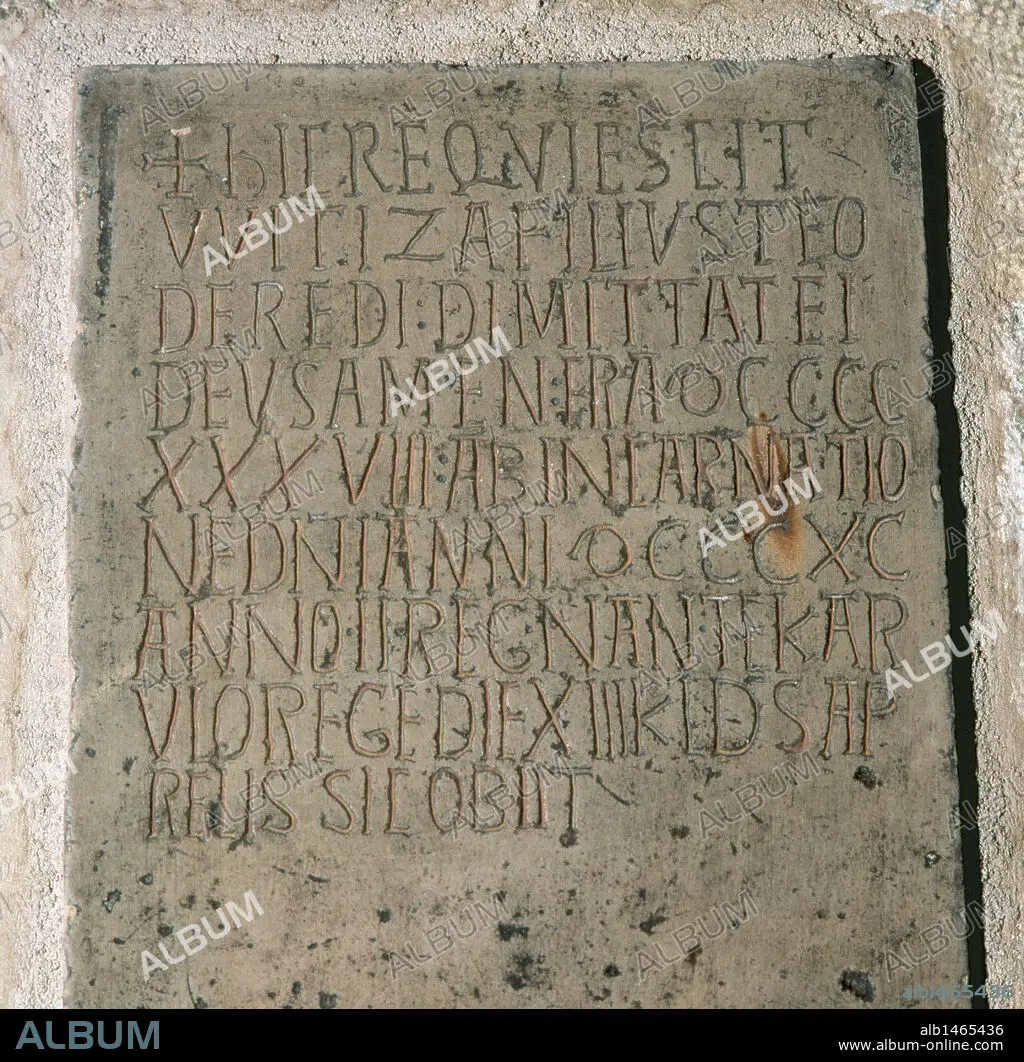 + hIC REQVIESCIT
VVITIZA FILIVS TEO
DEREDI : DIMITTAT EI
DEVS AMEN : ERA DCCCC
XXXVIII : AB INCARNATIO
NE DNI ANNI DCCCXC
ANNO II REGNANTE KAR
VLO REGE DIE XIIII KLDS AP
RELIS SIC OBIIT
ALBUM
alb1465436
www.album-online.com